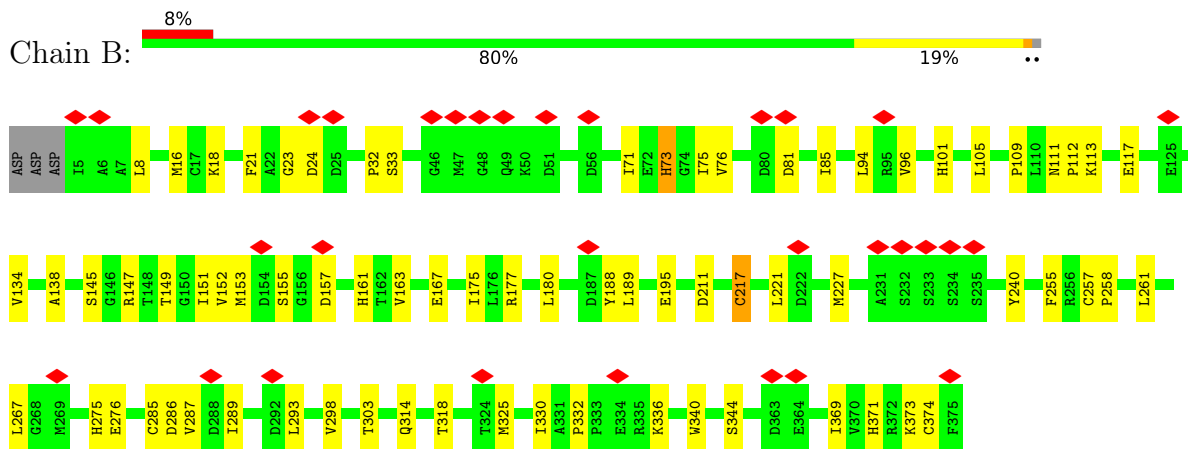 8%
Chain B:
80% 19% ..
ASP ASP ASP I5 A6 A7 L8 M16 C17 K18 F21 A22 G23 D24 D25 P32 S33 G46 M47 G48 Q49 K50 D51 D56 I71 E72 H73 G74 I75 V76 D80 D81 I85 L94 R95 V96 H101 L105 P109 L110 N111 P112 K113 E117 E125
V134 A138 S145 G146 R147 T148 T149 G150 I151 V152 M153 D154 S155 G156 D157 H161 T162 V163 E167 I175 L176 R177 L180 D187 Y188 L189 E195 D211 C217 L221 D222 M227 A231 S232 S233 S234 S235 Y240 F255 R256 C257 P258 L261
L267 G268 M269 H275 E276 C285 D286 V287 D288 I289 D292 L293 V298 T303 Q314 T318 T324 M325 I330 A331 P332 P333 E334 R335 K336 W340 S344 D363 E364 I369 V370 H371 R372 K373 C374 F375